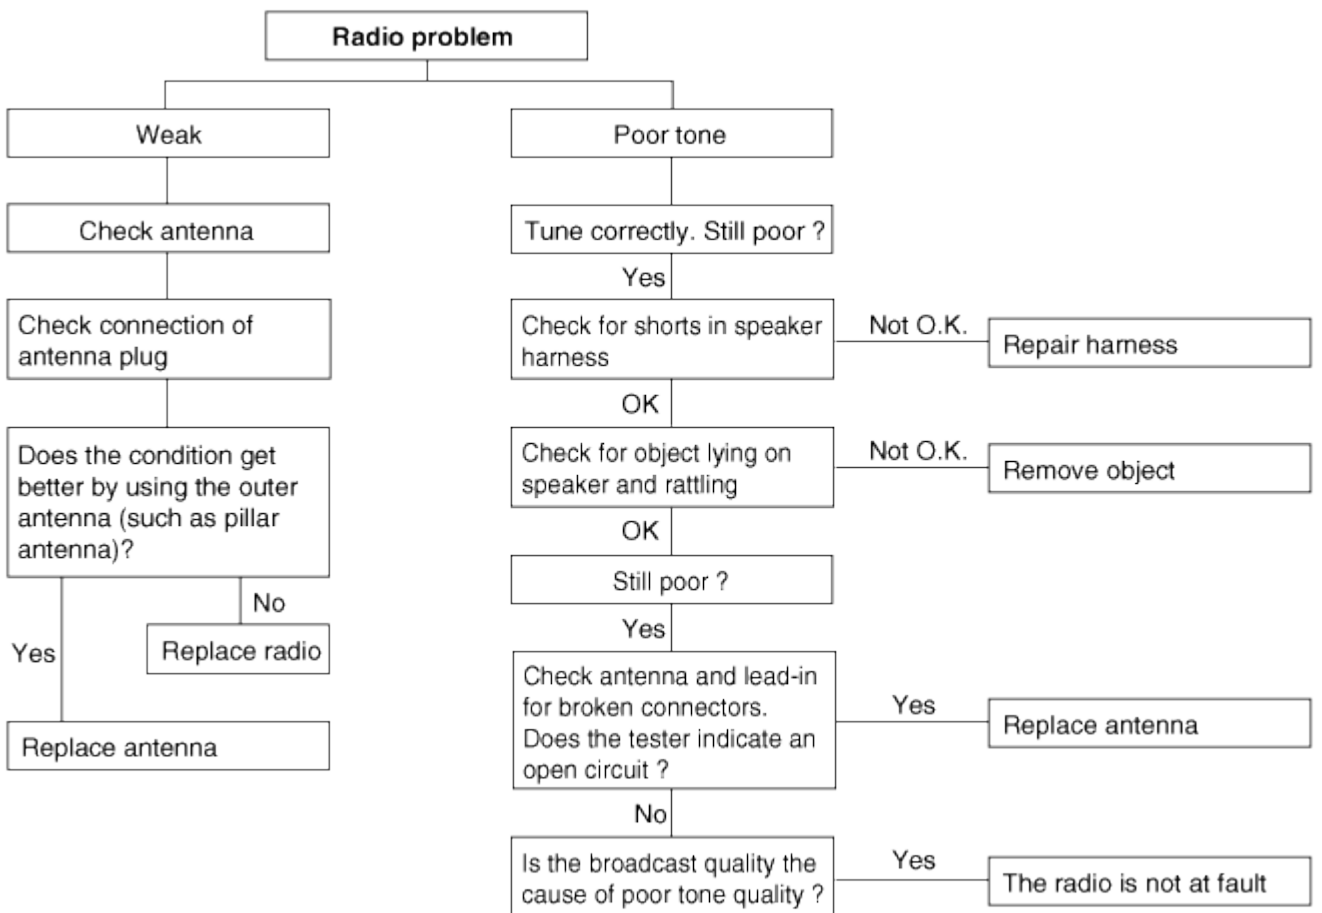 Radio problem
Weak
Poor tone
Check antenna
Tune correctly. Still poor ?
Yes
Check connection of
antenna plug
Check for shorts in speaker
harness
Not O.K.
Repair harness
OK
Does the condition get
better by using the outer
antenna (such as pillar
antenna)?
Check for object lying on
speaker and rattling
Not O.K.
Remove object
OK
Still poor ?
No
Replace radio
Yes
Replace antenna
Yes
Check antenna and lead-in
for broken connectors.
Does the tester indicate an
open circuit ?
Yes
Replace antenna
No
Is the broadcast quality the
cause of poor tone quality ?
Yes
The radio is not at fault